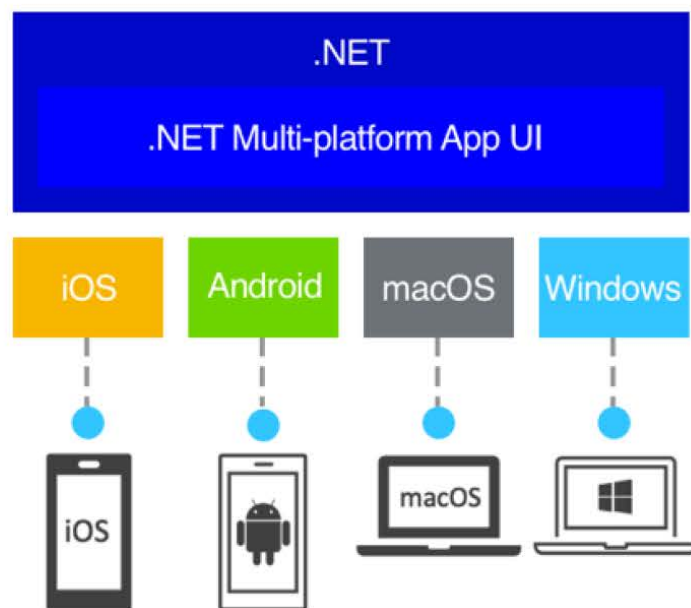 .NET
.NET Multi-platform App UI
iOS
Android
macOS
Windows
iOS
macOS